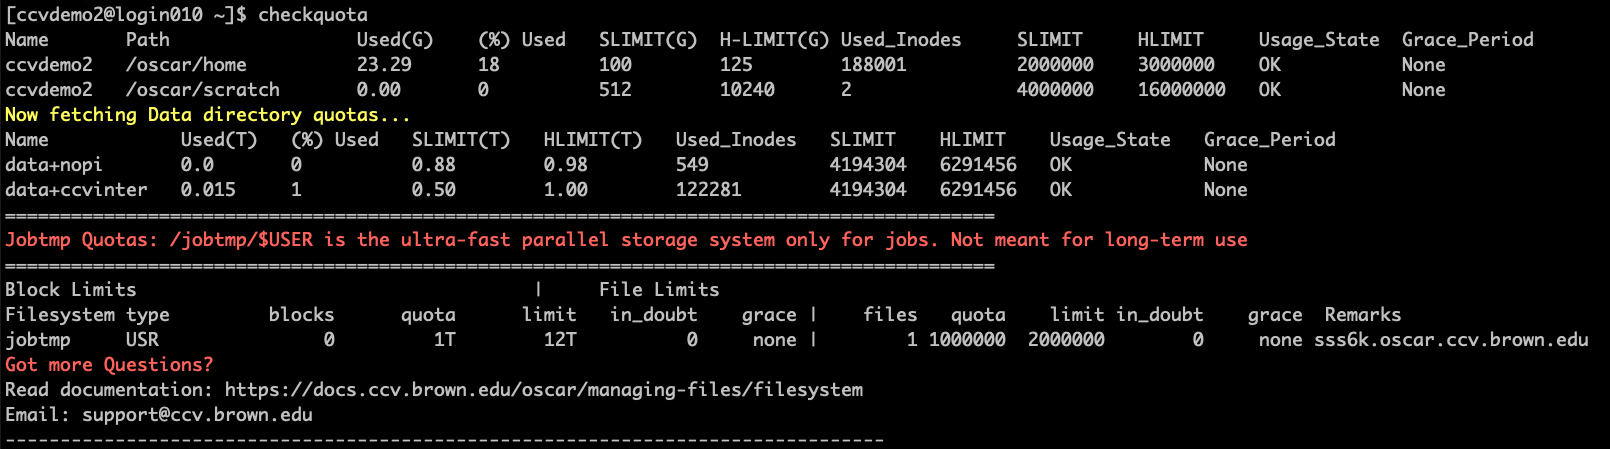 [ccvdemo2@login010 ~]$ checkquota
Name       Path                 Used(G)    (%) Used   SLIMIT(G)  H-LIMIT(G) Used_Inodes     SLIMIT     HLIMIT     Usage_State  Grace_Period
ccvdemo2   /oscar/home          23.29      18         100        125        188001          2000000    3000000    OK           None
ccvdemo2   /oscar/scratch       0.00       0          512        10240      2               4000000    16000000   OK           None
Now fetching Data directory quotas...
Name            Used(T)   (%) Used   SLIMIT(T)   HLIMIT(T)   Used_Inodes   SLIMIT    HLIMIT    Usage_State   Grace_Period
data+nopi       0.0       0          0.88        0.98        549           4194304   6291456   OK            None
data+ccvinter   0.015     1          0.50        1.00        122281        4194304   6291456   OK            None
==========================================================================================
Jobtmp Quotas: /jobtmp/$USER is the ultra-fast parallel storage system only for jobs. Not meant for long-term use
==========================================================================================
Block Limits                                    |     File Limits
Filesystem type         blocks      quota      limit   in_doubt    grace |    files   quota    limit in_doubt    grace  Remarks
jobtmp     USR               0         1T        12T          0     none |        1 1000000  2000000        0     none sss6k.oscar.ccv.brown.edu
Got more Questions?
Read documentation: https://docs.ccv.brown.edu/oscar/managing-files/filesystem
Email: support@ccv.brown.edu
--------------------------------------------------------------------------------